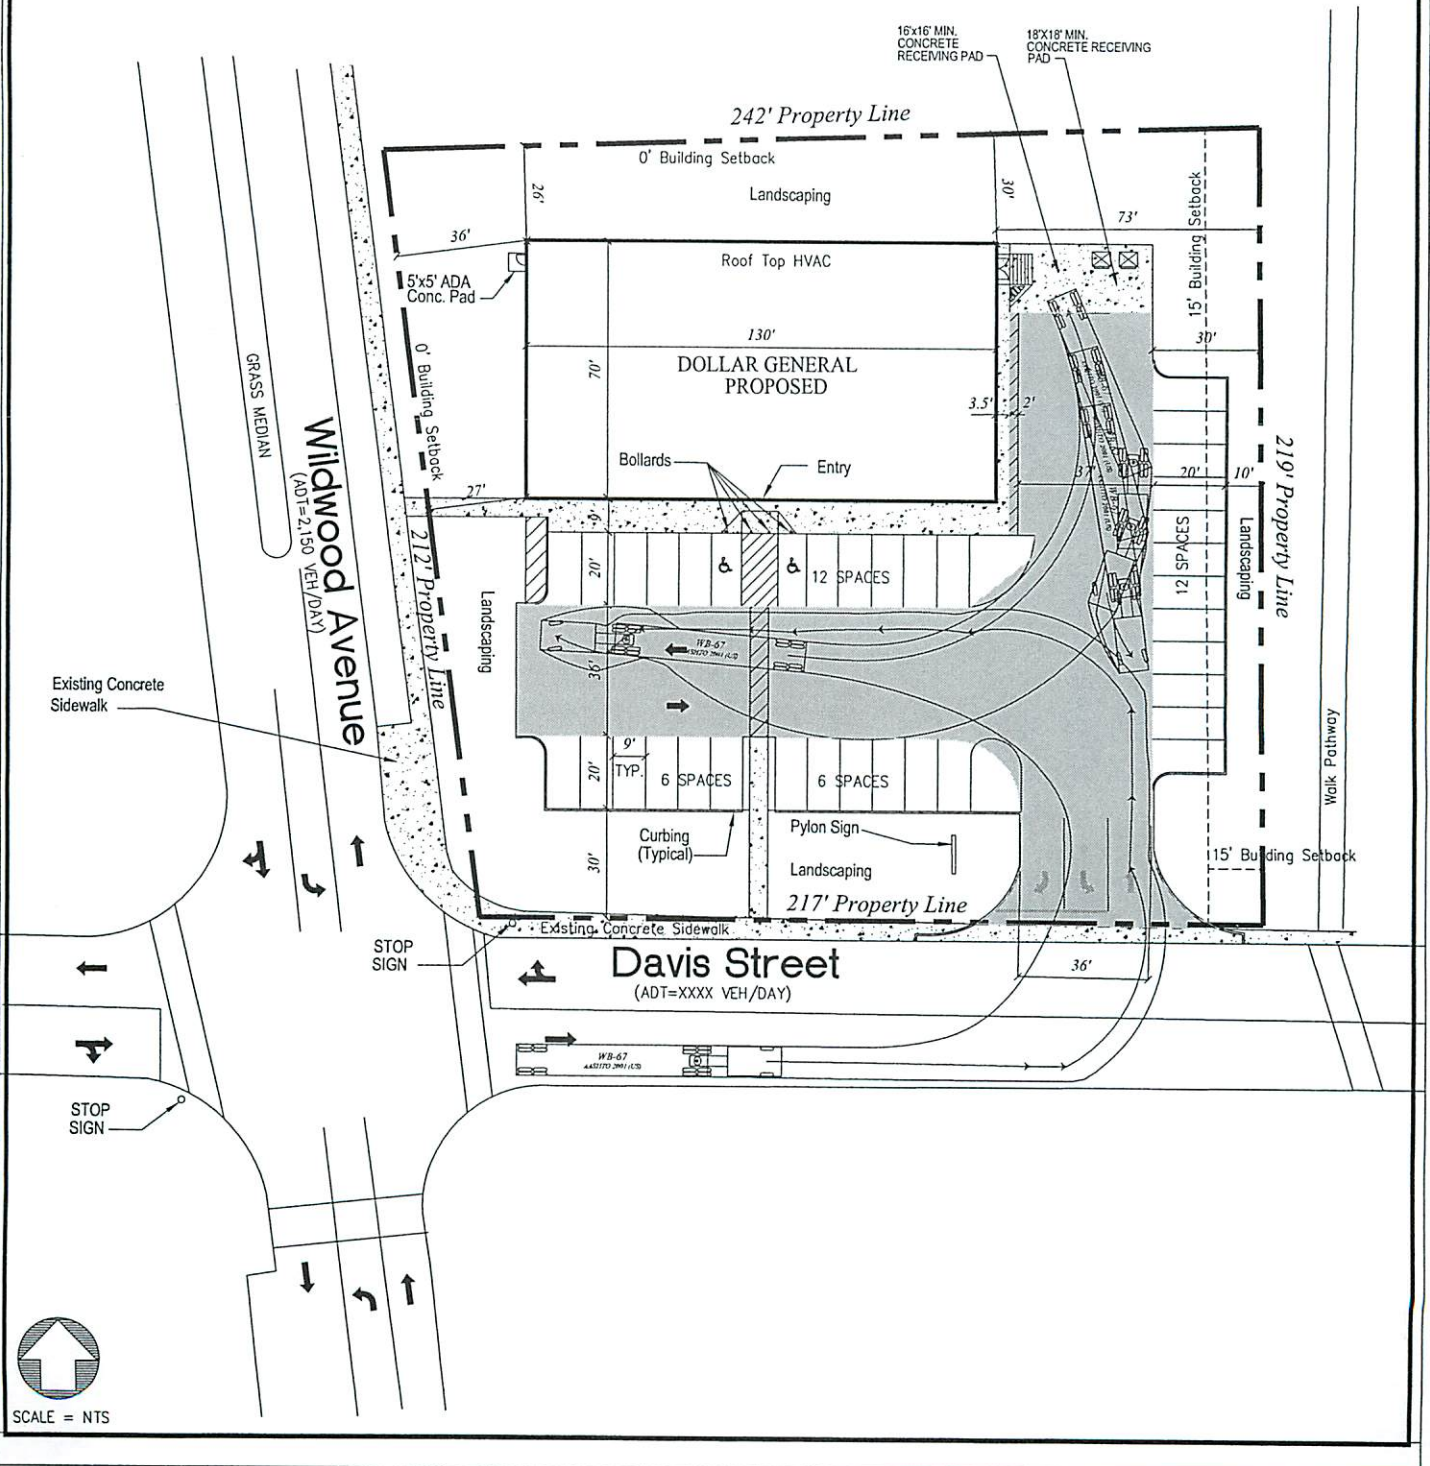 16'x16' MIN.
CONCRETE
RECEIVING PAD
18'X18' MIN.
CONCRETE RECEIVING
PAD
242' Property Line
0' Building Setback
26'
Landscaping
30'
73'
15' Building Setback
36'
5'x5' ADA
Conc. Pad
Roof Top HVAC
130'
70'
DOLLAR GENERAL
PROPOSED
30'
3.5'
2'
0' Building Setback
GRASS MEDIAN
Wildwood Avenue
(ADT=2,150 VEH/DAY)
Bollards
Entry
37'
20'
10'
219' Property Line
27'
9'
212' Property Line
20'
12 SPACES
12 SPACES
Landscaping
Landscaping
WB-67
AASHTO 2001 (US)
36'
Existing Concrete
Sidewalk
9'
TYP.
20'
6 SPACES
6 SPACES
Walk Pathway
Curbing
(Typical)
Pylon Sign
Landscaping
30'
15' Building Setback
217' Property Line
Existing Concrete Sidewalk
STOP
SIGN
Davis Street
(ADT=XXXX VEH/DAY)
36'
WB-67
AASHTO 2001 (US)
STOP
SIGN
SCALE = NTS